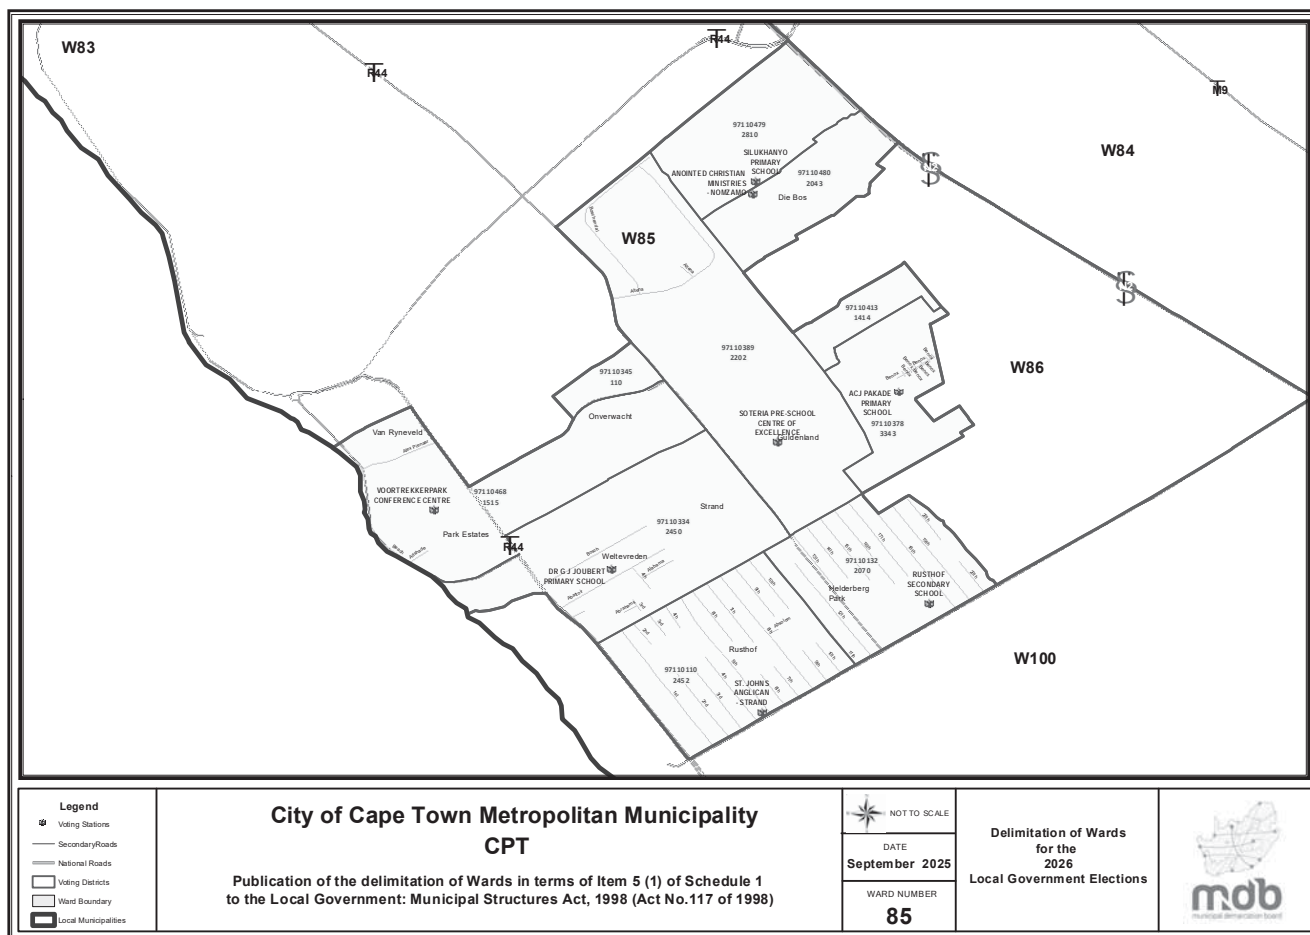 W83
R44
R44
M9
W84
N2
97110479
2810
SILUKHANYO
PRIMARY
SCHOOL
ANOINTED CHRISTIAN
MINISTRIES
- NOMZAMO
97110480
2043
Die Bos
W85
N2
97110413
1414
97110389
2202
W86
97110345
110
ACJ PAKADE
PRIMARY
SCHOOL
97110378
3343
Onverwacht
SOTERIA PRE-SCHOOL
CENTRE OF
EXCELLENCE
Guldenland
Van Ryneveld
VOORTREKKERPARK
CONFERENCE CENTRE
97110468
1515
Park Estates
R44
Strand
97110334
2450
Weltevreden
DR G J JOUBERT
PRIMARY SCHOOL
97110132
2070
Helderberg
Park
RUSTHOF
SECONDARY
SCHOOL
Rusthof
97110110
2452
ST. JOHNS
ANGLICAN
- STRAND
W100
Legend
Voting Stations
SecondaryRoads
National Roads
Voting Districts
Ward Boundary
Local Municipalities
City of Cape Town Metropolitan Municipality
CPT
Publication of the delimitation of Wards in terms of Item 5 (1) of Schedule 1
to the Local Government: Municipal Structures Act, 1998 (Act No.117 of 1998)
NOT TO SCALE
DATE
September 2025
WARD NUMBER
85
Delimitation of Wards
for the
2026
Local Government Elections
mdb
municipal demarcation board